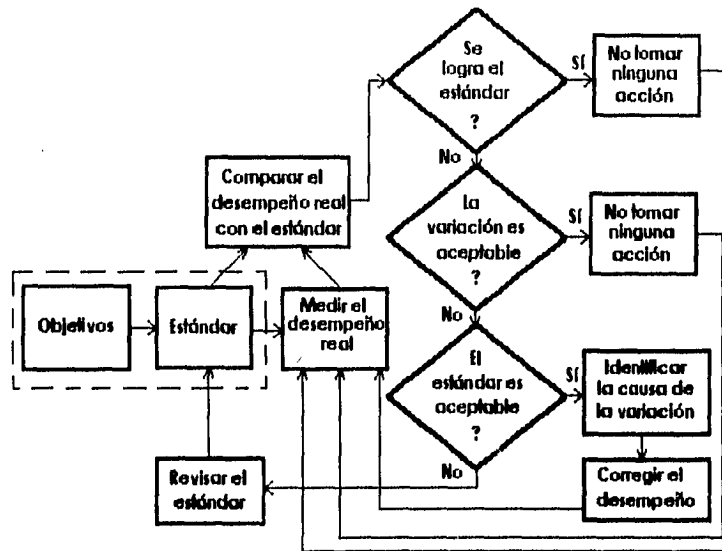 Se
logra el
estándar
?
Sí
No tomar
ninguna
acción
No
Comparar el
desempeño real
con el estándar
La
variación es
aceptable
?
Sí
No tomar
ninguna
acción
No
Objetivos
Estándar
Medir el
desempeño
real
El
estándar es
aceptable
?
Sí
Identificar
la causa de
la variación
No
Revisar el
estándar
Corregir el
desempeño